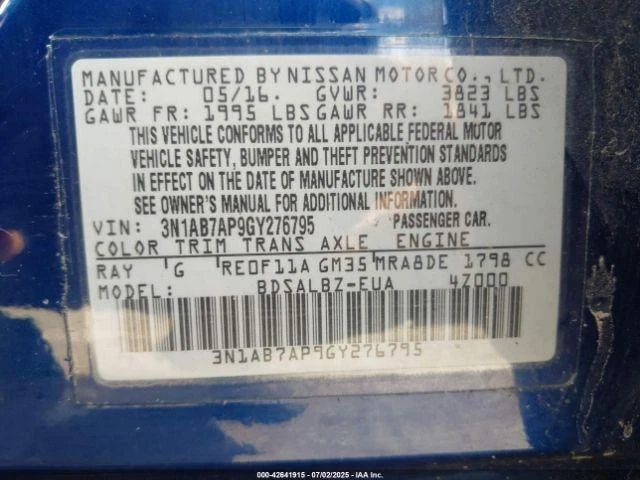 MANUFACTURED BY NISSAN MOTOR CO., LTD.
DATE: 05/16. GVWR: 3823 LBS
GAWR FR: 1995 LBS GAWR RR: 1841 LBS
THIS VEHICLE CONFORMS TO ALL APPLICABLE FEDERAL MOTOR
VEHICLE SAFETY, BUMPER AND THEFT PREVENTION STANDARDS
IN EFFECT ON THE DATE OF MANUFACTURE SHOWN ABOVE.
SEE OWNER'S MANUAL FOR ADDITIONAL INFORMATION.
VIN: 3N1AB7AP9GY276795 PASSENGER CAR.
COLOR TRIM TRANS AXLE ENGINE
RAY G RE0F11A GM35 MRA8DE 1798 CC
MODEL: BDSALBZ-EUA 4Z000
3N1AB7AP9GY276795
000-42641915 - 07/02/2025 - IAAI.COM